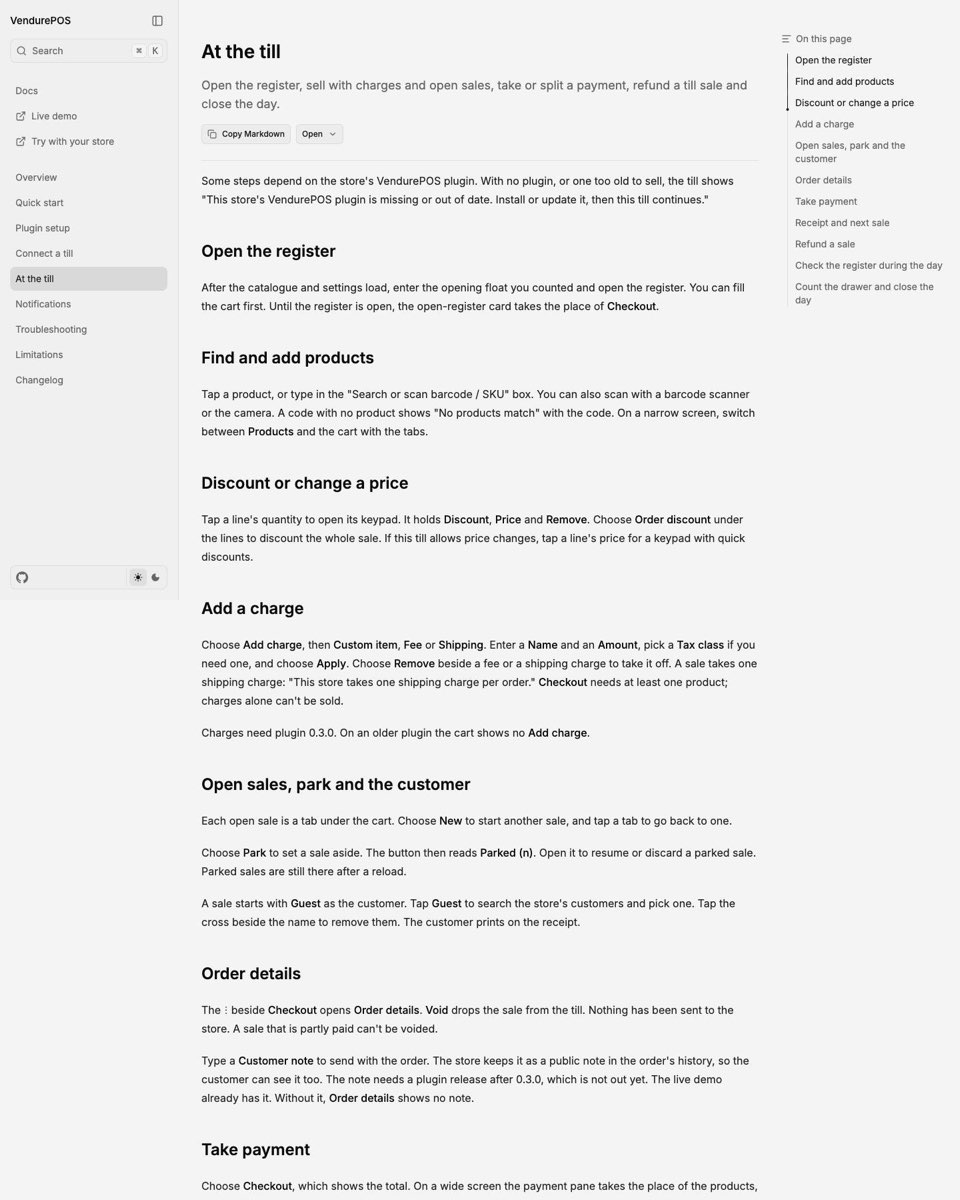 VendurePOS
Search
⌘ K
Docs
Live demo
Try with your store
Overview
Quick start
Plugin setup
Connect a till
At the till
Notifications
Troubleshooting
Limitations
Changelog
At the till
Open the register, sell with charges and open sales, take or split a payment, refund a till sale and
close the day.
Copy Markdown
Open
Some steps depend on the store's VendurePOS plugin. With no plugin, or one too old to sell, the till shows
"This store's VendurePOS plugin is missing or out of date. Install or update it, then this till continues."
Open the register
After the catalogue and settings load, enter the opening float you counted and open the register. You can fill
the cart first. Until the register is open, the open-register card takes the place of Checkout.
Find and add products
Tap a product, or type in the "Search or scan barcode / SKU" box. You can also scan with a barcode scanner
or the camera. A code with no product shows "No products match" with the code. On a narrow screen, switch
between Products and the cart with the tabs.
Discount or change a price
Tap a line's quantity to open its keypad. It holds Discount, Price and Remove. Choose Order discount under
the lines to discount the whole sale. If this till allows price changes, tap a line's price for a keypad with quick
discounts.
Add a charge
Choose Add charge, then Custom item, Fee or Shipping. Enter a Name and an Amount, pick a Tax class if you
need one, and choose Apply. Choose Remove beside a fee or a shipping charge to take it off. A sale takes one
shipping charge: "This store takes one shipping charge per order." Checkout needs at least one product;
charges alone can't be sold.
Charges need plugin 0.3.0. On an older plugin the cart shows no Add charge.
Open sales, park and the customer
Each open sale is a tab under the cart. Choose New to start another sale, and tap a tab to go back to one.
Choose Park to set a sale aside. The button then reads Parked (n). Open it to resume or discard a parked sale.
Parked sales are still there after a reload.
A sale starts with Guest as the customer. Tap Guest to search the store's customers and pick one. Tap the
cross beside the name to remove them. The customer prints on the receipt.
Order details
The ⋮ beside Checkout opens Order details. Void drops the sale from the till. Nothing has been sent to the
store. A sale that is partly paid can't be voided.
Type a Customer note to send with the order. The store keeps it as a public note in the order's history, so the
customer can see it too. The note needs a plugin release after 0.3.0, which is not out yet. The live demo
already has it. Without it, Order details shows no note.
Take payment
Choose Checkout, which shows the total. On a wide screen the payment pane takes the place of the products,
On this page
Open the register
Find and add products
Discount or change a price
Add a charge
Open sales, park and the
customer
Order details
Take payment
Receipt and next sale
Refund a sale
Check the register during the day
Count the drawer and close the
day